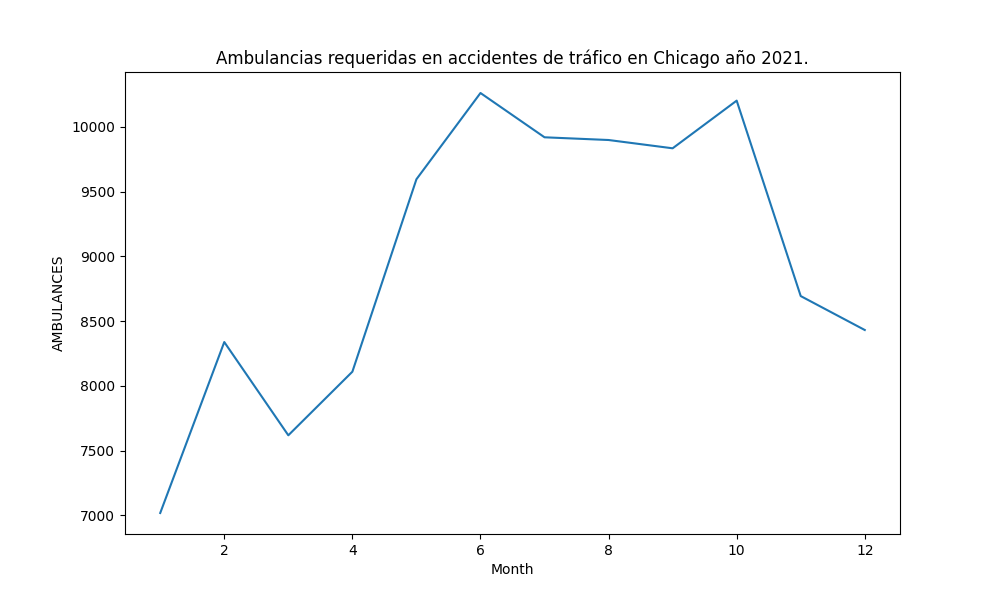 Ambulancias requeridas en accidentes de tráfico en Chicago año 2021.
10000
9500
9000
8500
8000
7500
7000
AMBULANCES
2 4 6 8 10 12
Month